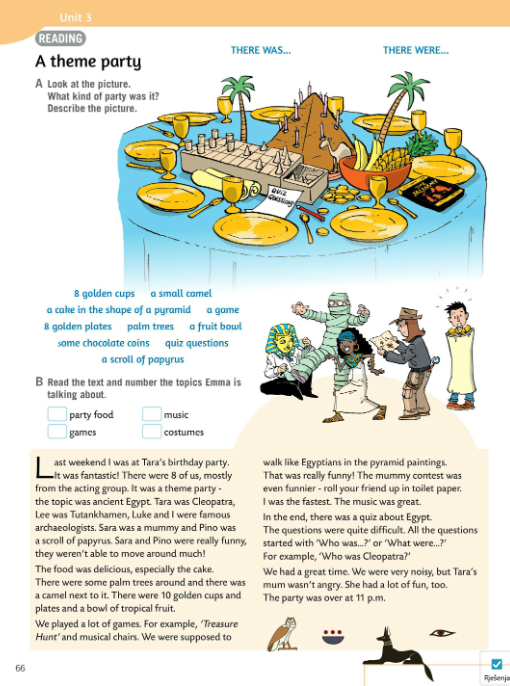 Unit 3
READING
A theme party
THERE WAS...
THERE WERE...
A Look at the picture.
What kind of party was it?
Describe the picture.
QUIZ
QUESTIONS
8 golden cups a small camel
a cake in the shape of a pyramid a game
8 golden plates palm trees a fruit bowl
some chocolate coins quiz questions
a scroll of papyrus
B Read the text and number the topics Emma is
talking about.
party food music
games costumes
Last weekend I was at Tara's birthday party.
It was fantastic! There were 8 of us, mostly
from the acting group. It was a theme party -
the topic was ancient Egypt. Tara was Cleopatra,
Lee was Tutankhamen, Luke and I were famous
archaeologists. Sara was a mummy and Pino was
a scroll of papyrus. Sara and Pino were really funny,
they weren't able to move around much!
The food was delicious, especially the cake.
There were some palm trees around and there was
a camel next to it. There were 10 golden cups and
plates and a bowl of tropical fruit.
We played a lot of games. For example, 'Treasure
Hunt' and musical chairs. We were supposed to
walk like Egyptians in the pyramid paintings.
That was really funny! The mummy contest was
even funnier - roll your friend up in toilet paper.
I was the fastest. The music was great.
In the end, there was a quiz about Egypt.
The questions were quite difficult. All the questions
started with 'Who was...?' or 'What were...?'
For example, 'Who was Cleopatra?'
We had a great time. We were very noisy, but Tara's
mum wasn't angry. She had a lot of fun, too.
The party was over at 11 p.m.
66
Rješenja